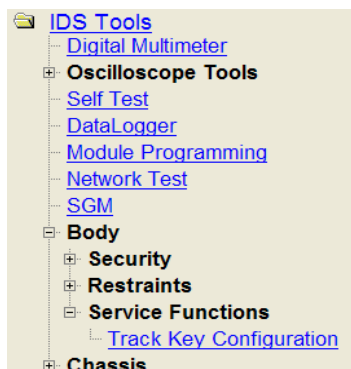 IDS Tools
Digital Multimeter
Oscilloscope Tools
Self Test
DataLogger
Module Programming
Network Test
SGM
Body
Security
Restraints
Service Functions
Track Key Configuration
Chassis